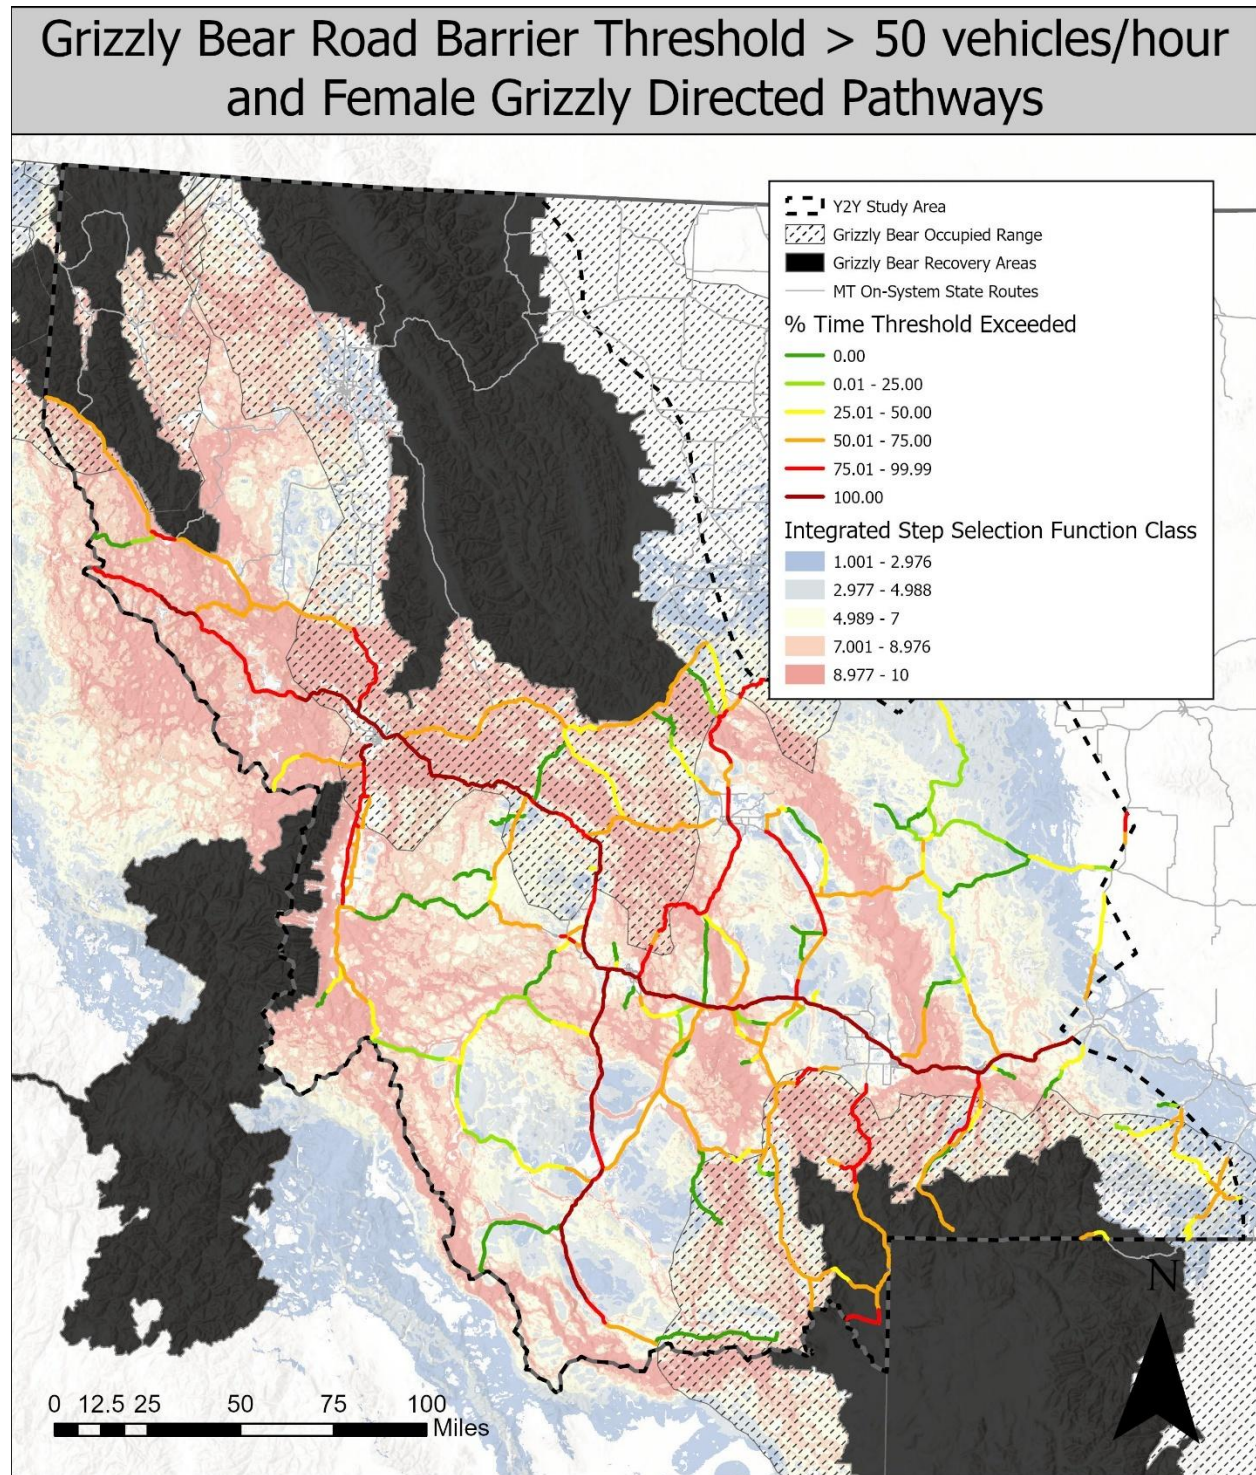 Grizzly Bear Road Barrier Threshold > 50 vehicles/hour
and Female Grizzly Directed Pathways
Y2Y Study Area
Grizzly Bear Occupied Range
Grizzly Bear Recovery Areas
MT On-System State Routes
% Time Threshold Exceeded
0.00
0.01 - 25.00
25.01 - 50.00
50.01 - 75.00
75.01 - 99.99
100.00
Integrated Step Selection Function Class
1.001 - 2.976
2.977 - 4.988
4.989 - 7
7.001 - 8.976
8.977 - 10
N
0 12.5 25 50 75 100
Miles